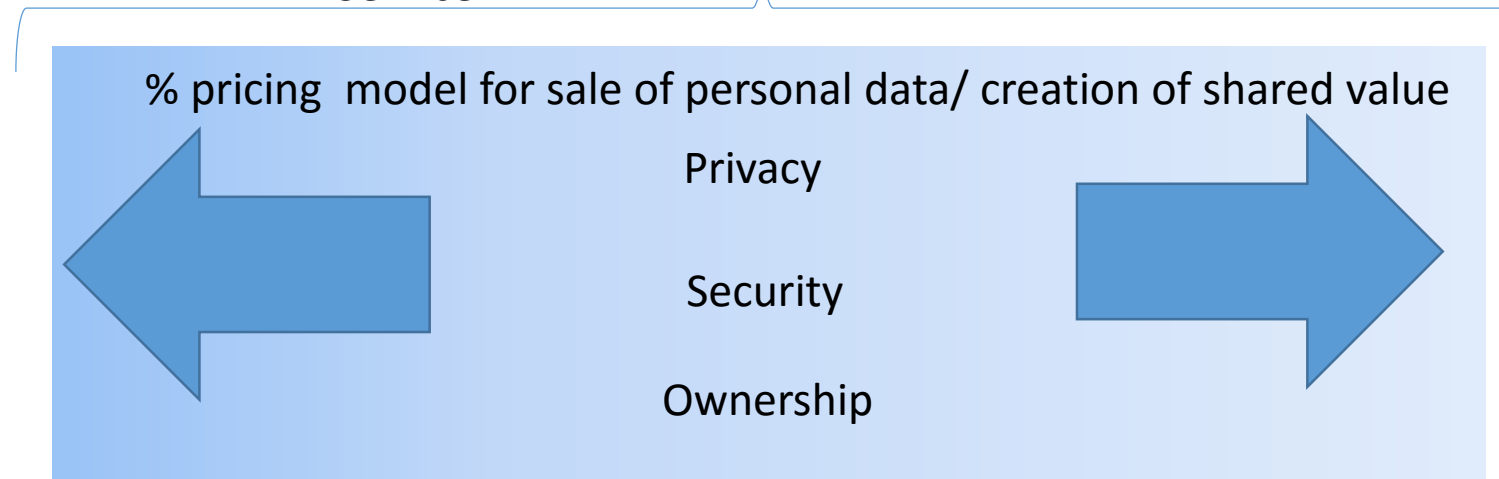 % pricing  model for sale of personal data/ creation of shared value
Privacy
Security
Ownership